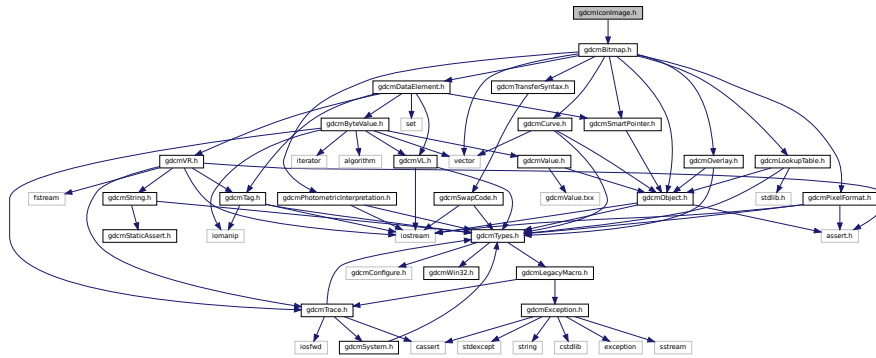 gdcmIconImage.h
gdcmBitmap.h
gdcmDataElement.h
gdcmTransferSyntax.h
gdcmByteValue.h
set
gdcmCurve.h
gdcmSmartPointer.h
gdcmVR.h
iterator
algorithm
gdcmVL.h
vector
gdcmValue.h
gdcmOverlay.h
gdcmLookupTable.h
fstream
gdcmString.h
gdcmTag.h
gdcmPhotometricInterpretation.h
gdcmSwapCode.h
gdcmValue.txx
gdcmObject.h
stdlib.h
gdcmPixelFormat.h
gdcmStaticAssert.h
iomanip
iostream
gdcmTypes.h
assert.h
gdcmConfigure.h
gdcmWin32.h
gdcmLegacyMacro.h
gdcmTrace.h
gdcmException.h
iosfwd
gdcmSystem.h
cassert
stdexcept
string
cstdlib
exception
sstream